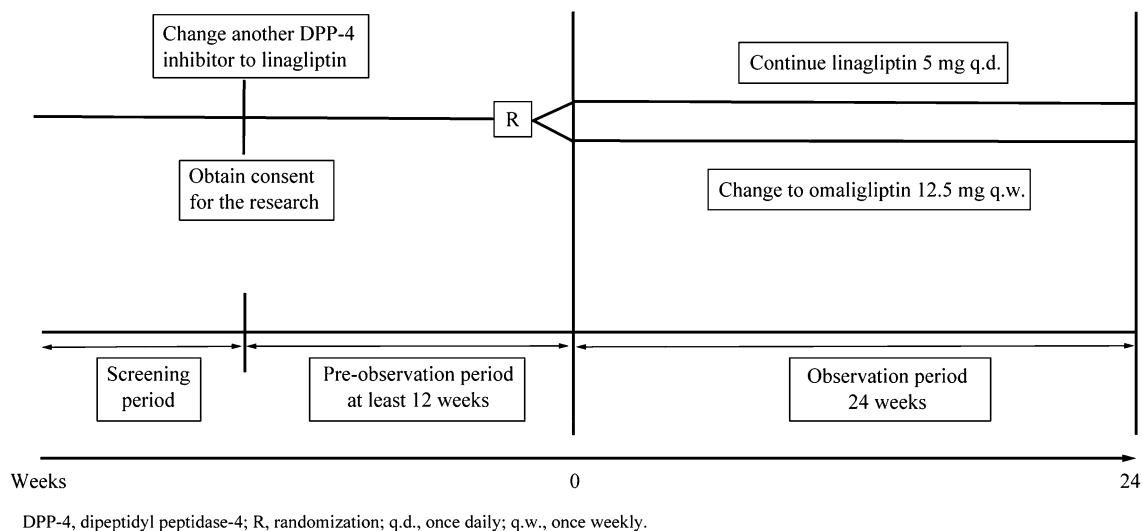 Change another DPP-4
inhibitor to linagliptin
Continue linagliptin 5 mg q.d.
R
Obtain consent
for the research
Change to omaligliptin 12.5 mg q.w.
Screening
period
Pre-observation period
at least 12 weeks
Observation period
24 weeks
Weeks
0
24
DPP-4, dipeptidyl peptidase-4; R, randomization; q.d., once daily; q.w., once weekly.